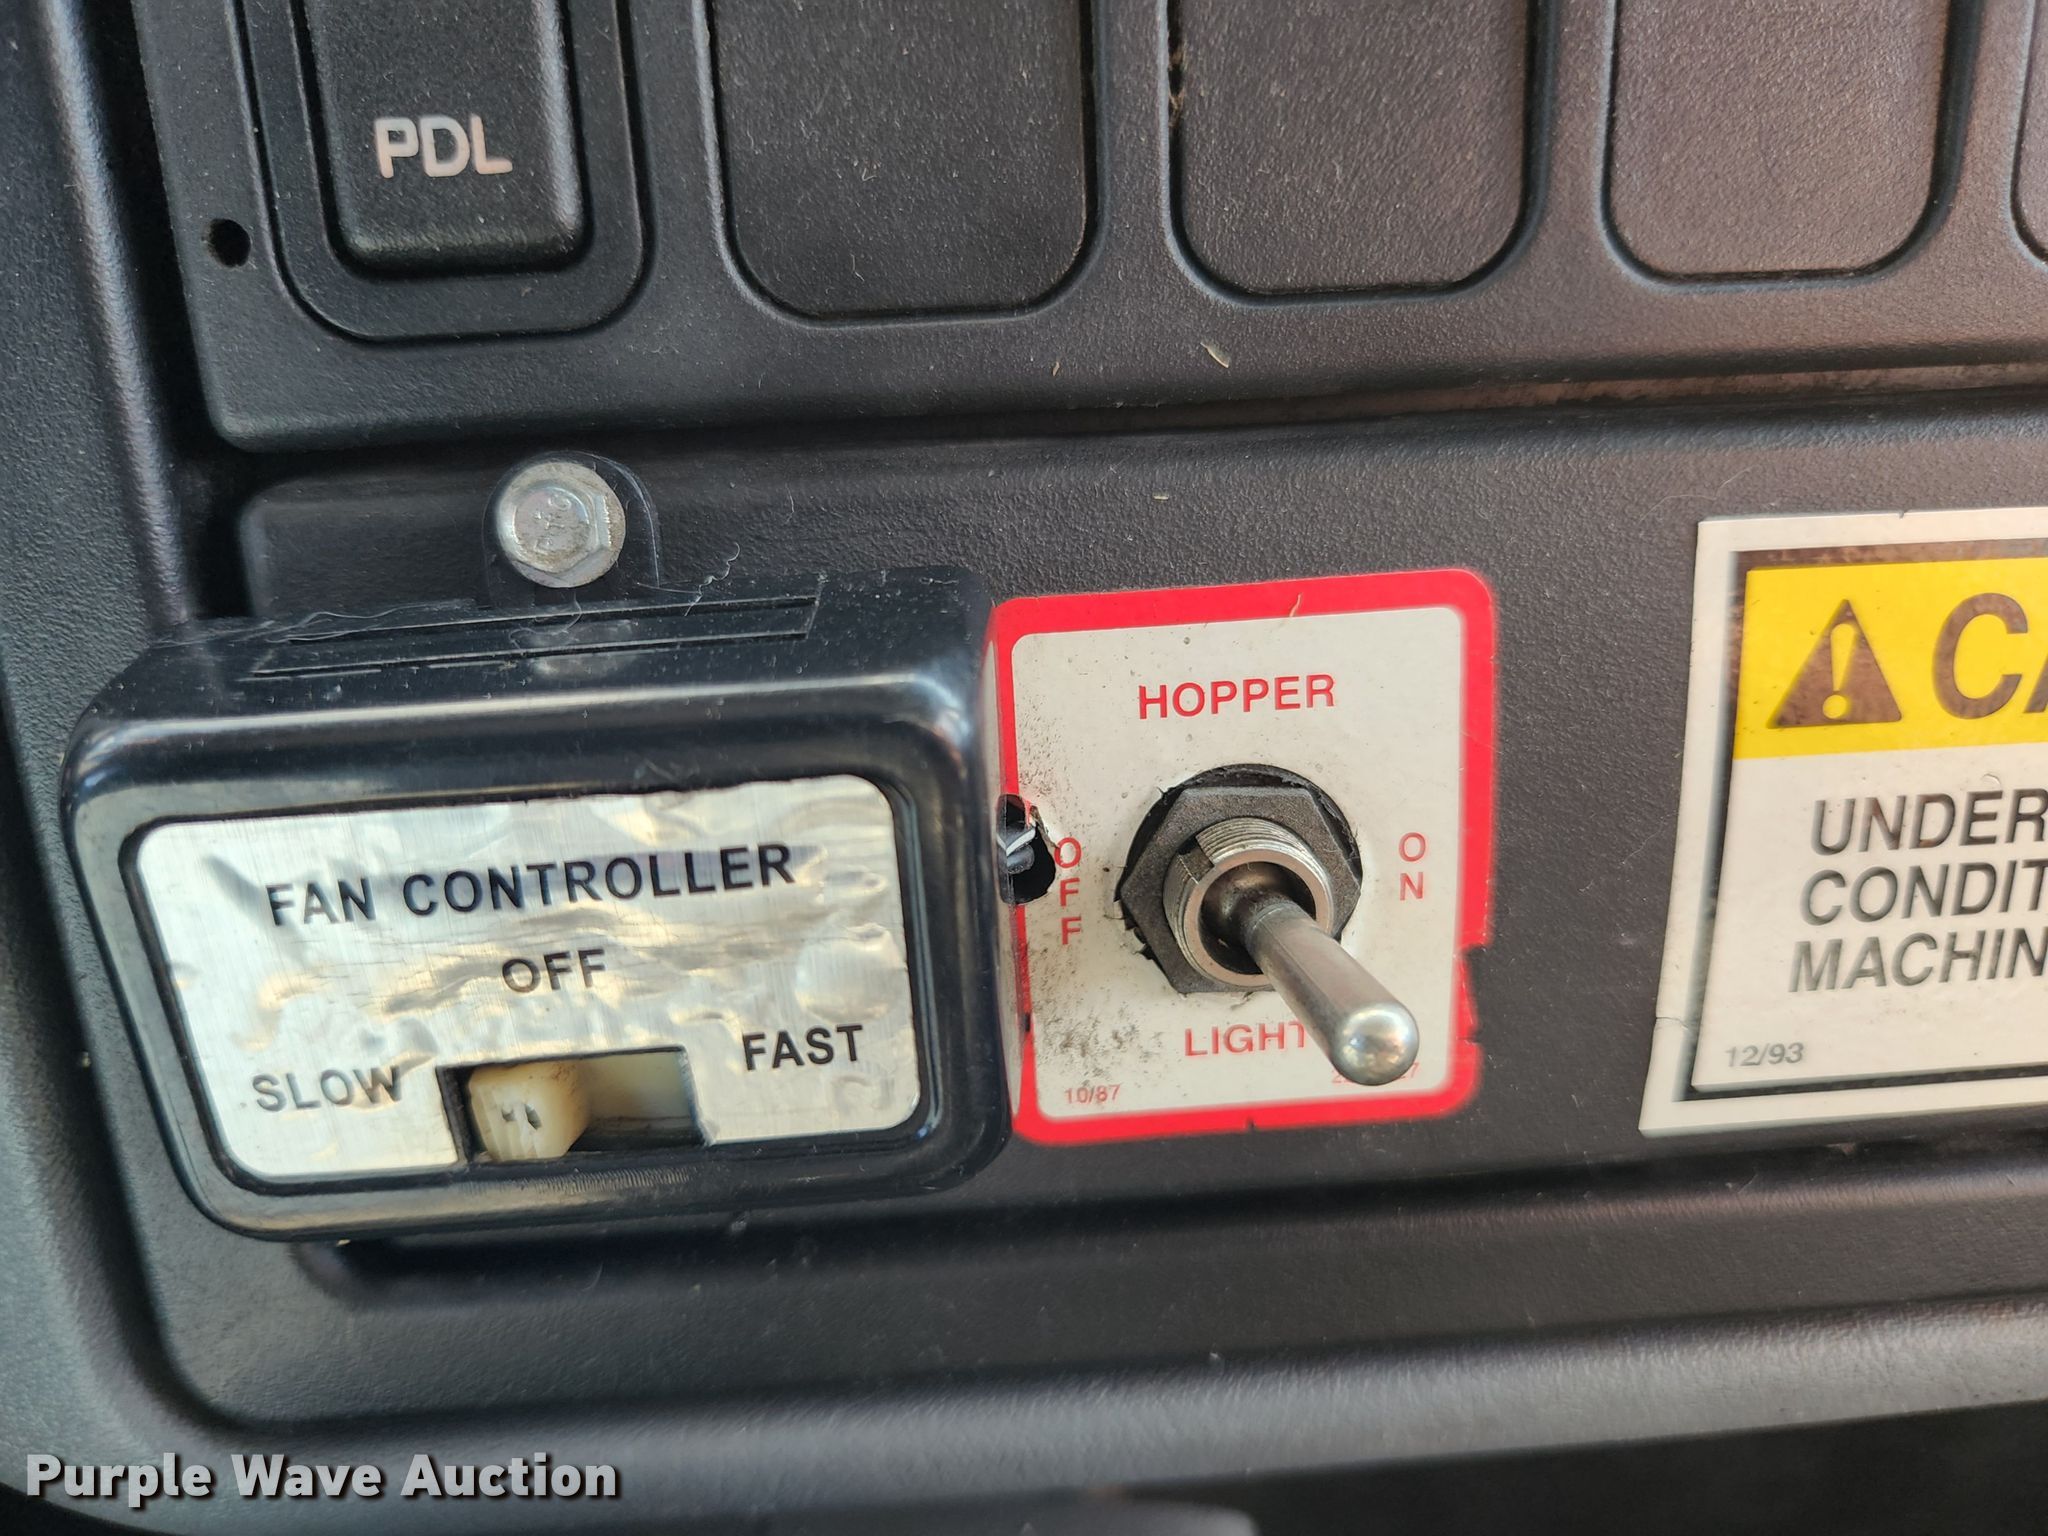 PDL
FAN CONTROLLER
OFF
SLOW
FAST
HOPPER
OFF
ON
LIGHT
10/87
UNDER
CONDIT
MACHIN
12/93
Purple Wave Auction